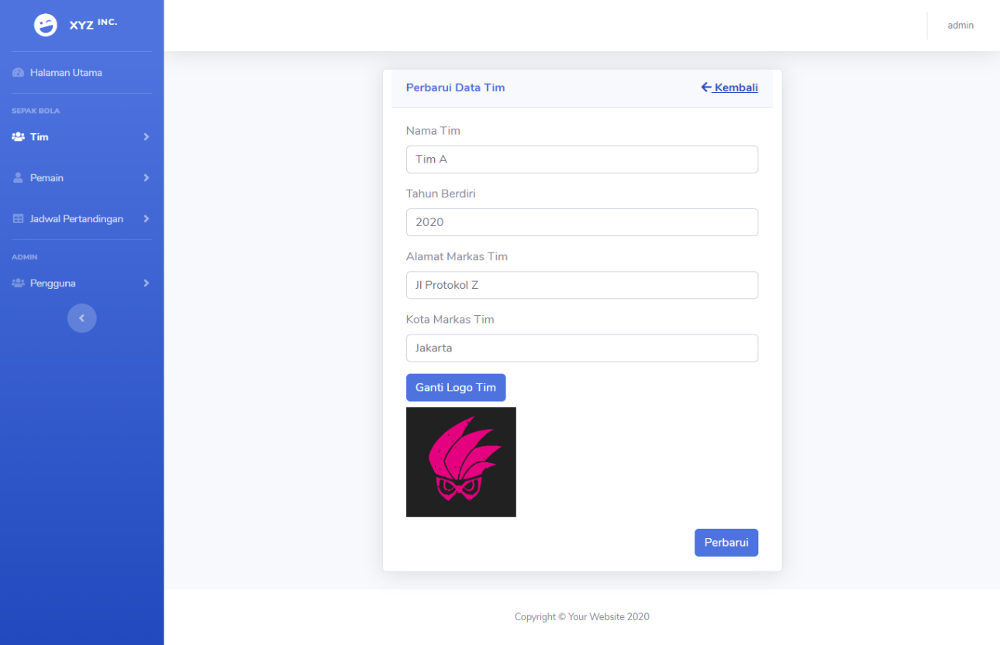 XYZ INC.
admin
Halaman Utama
SEPAK BOLA
Tim
Pemain
Jadwal Pertandingan
ADMIN
Pengguna
Perbarui Data Tim
Kembali
Nama Tim
Tim A
Tahun Berdiri
2020
Alamat Markas Tim
Jl Protokol Z
Kota Markas Tim
Jakarta
Ganti Logo Tim
Perbarui
Copyright © Your Website 2020